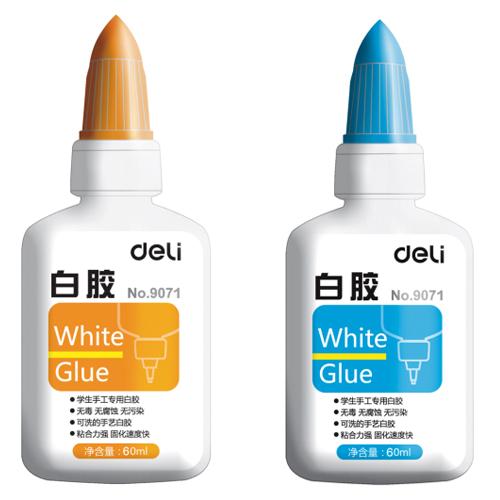 deli
白胶 No.9071
White
Glue
● 学生手工专用白胶
● 无毒 无腐蚀 无污染
● 可洗的手艺白胶
● 粘合力强 固化速度快
净含量：60ml
deli
白胶 No.9071
White
Glue
● 学生手工专用白胶
● 无毒 无腐蚀 无污染
● 可洗的手艺白胶
● 粘合力强 固化速度快
净含量：60ml